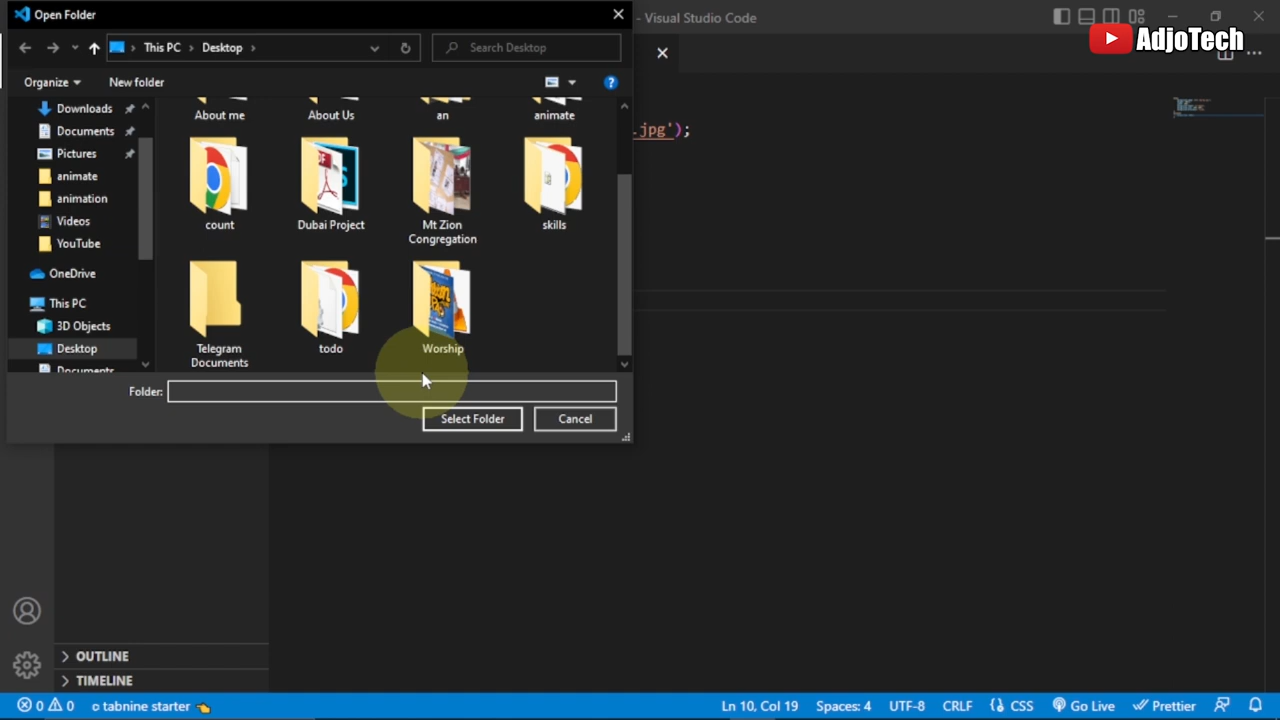 Open Folder
- Visual Studio Code
AdjoTech
This PC
Desktop
Search Desktop
Organize
New folder
Downloads
Documents
Pictures
animate
animation
Videos
YouTube
OneDrive
This PC
3D Objects
Desktop
Documents
About me
About Us
an
animate
count
Dubai Project
Mt Zion
Congregation
skills
Telegram
Documents
todo
Worship
.jpg');
Folder:
Select Folder
Cancel
OUTLINE
TIMELINE
0 0 tabnine starter
Ln 10, Col 19 Spaces: 4 UTF-8 CRLF CSS Go Live Prettier